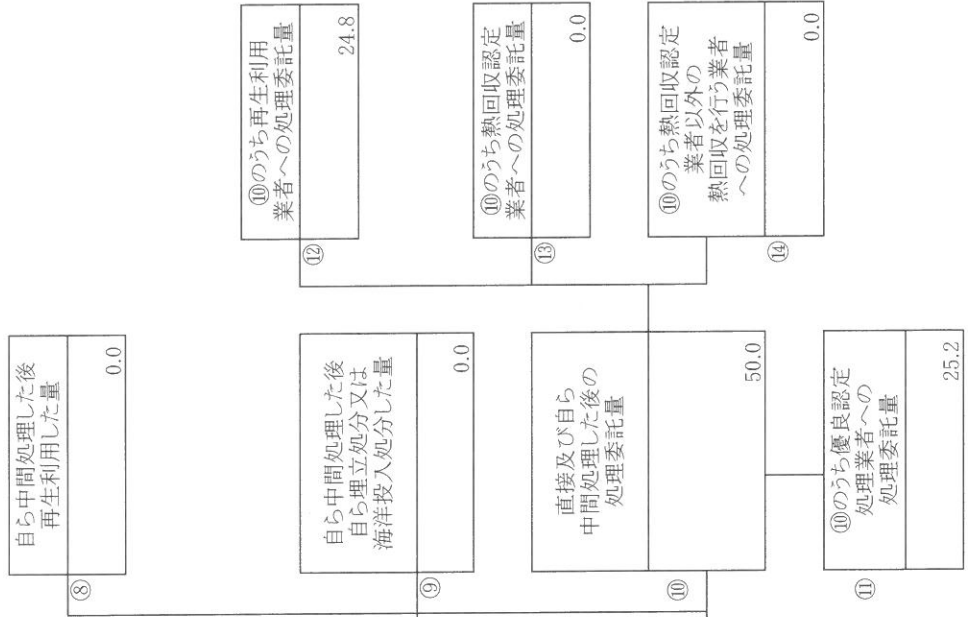 ⑧
自ら中間処理した後
再生利用した量
0.0
⑨
自ら中間処理した後
自ら埋立処分又は
海洋投入処分した量
0.0
⑩
直接及び自ら
中間処理した後の
処理委託量
50.0
⑪
⑩のうち優良認定
処理業者への
処理委託量
25.2
⑫
⑩のうち再生利用
業者への処理委託量
24.8
⑬
⑩のうち熱回収認定
業者への処理委託量
0.0
⑭
⑩のうち熱回収認定
業者以外の
熱回収を行う業者
への処理委託量
0.0